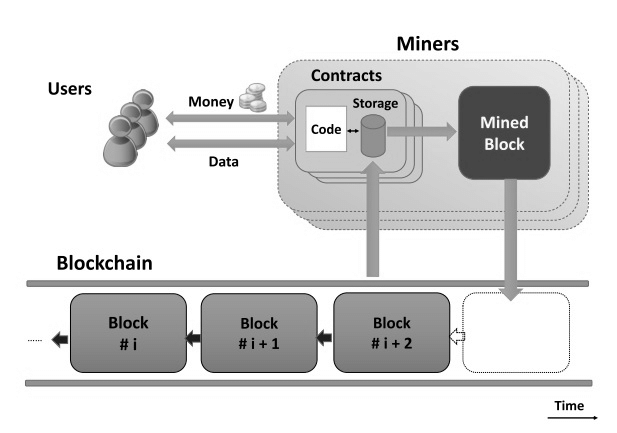 Miners
Users
Contracts
Money
Storage
Code
Data
Mined
Block
Blockchain
Block
# i
Block
# i + 1
Block
# i + 2
.....
Time